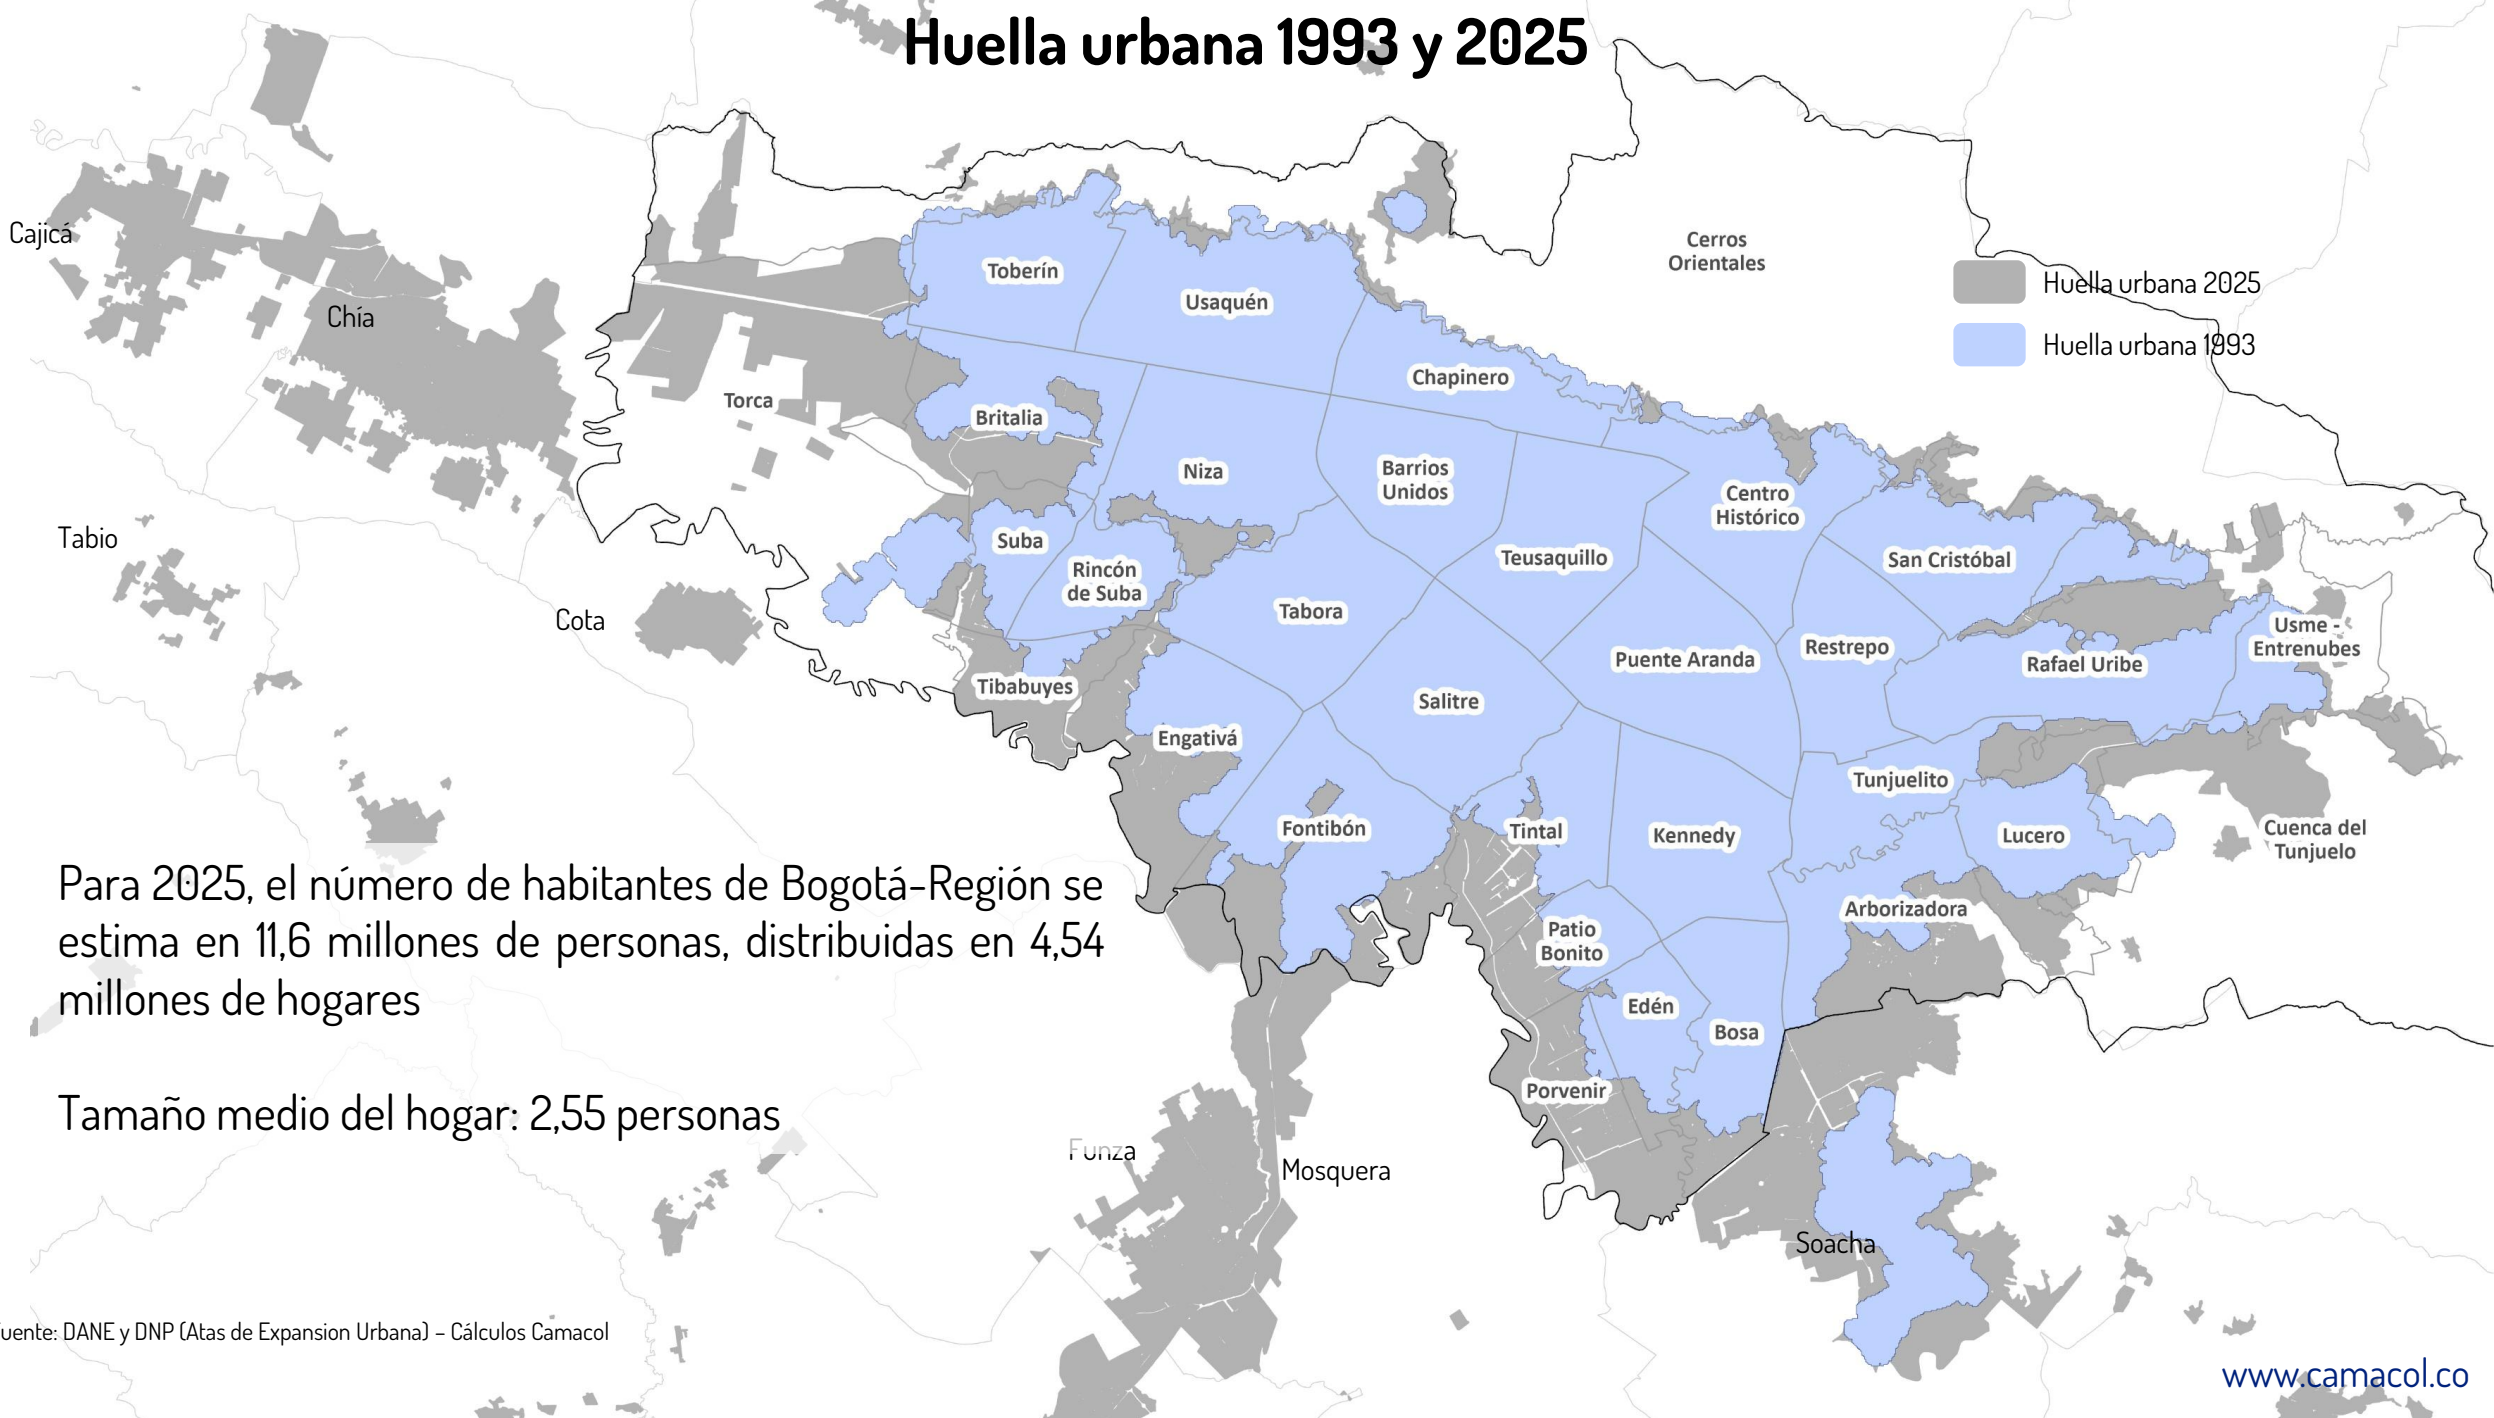 Huella urbana 1993 y 2025
Cerros
Orientales
Huella urbana 2025
Huella urbana 1993
Cajicá
Chía
Toberín
Usaquén
Chapinero
Torca
Britalia
Niza
Barrios
Unidos
Centro
Histórico
Tabio
Suba
Rincón
de Suba
Teusaquillo
San Cristóbal
Cota
Tabora
Usme -
Entrenubes
Puente Aranda
Restrepo
Rafael Uribe
Tibabuyes
Salitre
Engativá
Tunjuelito
Fontibón
Tintal
Kennedy
Lucero
Cuenca del
Tunjuelo
Para 2025, el número de habitantes de Bogotá-Región se
estima en 11,6 millones de personas, distribuidas en 4,54
millones de hogares
Arborizadora
Patio
Bonito
Edén
Bosa
Tamaño medio del hogar: 2,55 personas
Porvenir
Funza
Mosquera
Soacha
uente: DANE y DNP (Atas de Expansion Urbana) – Cálculos Camacol
www.camacol.co